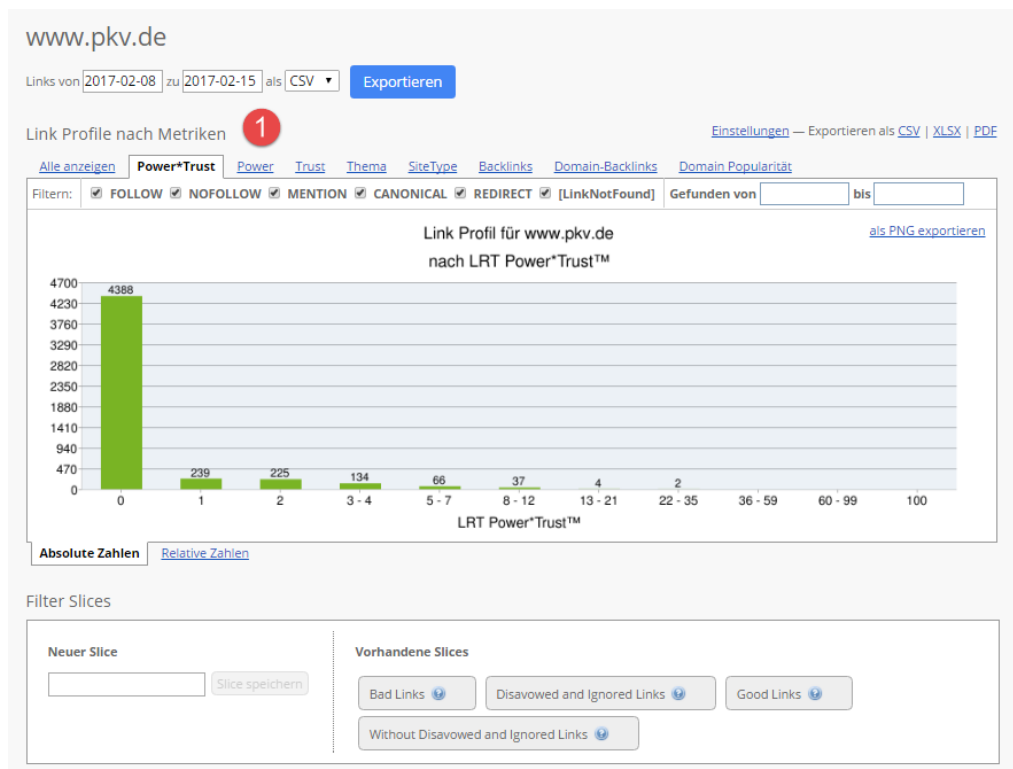 www.pkv.de
Links von 2017-02-08 zu 2017-02-15 als CSV Exportieren
Link Profile nach Metriken 1 Einstellungen — Exportieren als CSV | XLSX | PDF
Alle anzeigen Power*Trust Power Trust Thema SiteType Backlinks Domain-Backlinks Domain Popularität
Filtern: FOLLOW NOFOLLOW MENTION CANONICAL REDIRECT [LinkNotFound] Gefunden von bis
Link Profil für www.pkv.de als PNG exportieren
nach LRT Power*Trust™
4700
4388
4230
3760
3290
2820
2350
1880
1410
940
470
239 225 134 66 37 4 2
0
0 1 2 3 - 4 5 - 7 8 - 12 13 - 21 22 - 35 36 - 59 60 - 99 100
LRT Power*Trust™
Absolute Zahlen Relative Zahlen
Filter Slices
Neuer Slice Vorhandene Slices
Slice speichern
Bad Links Disavowed and Ignored Links Good Links
Without Disavowed and Ignored Links